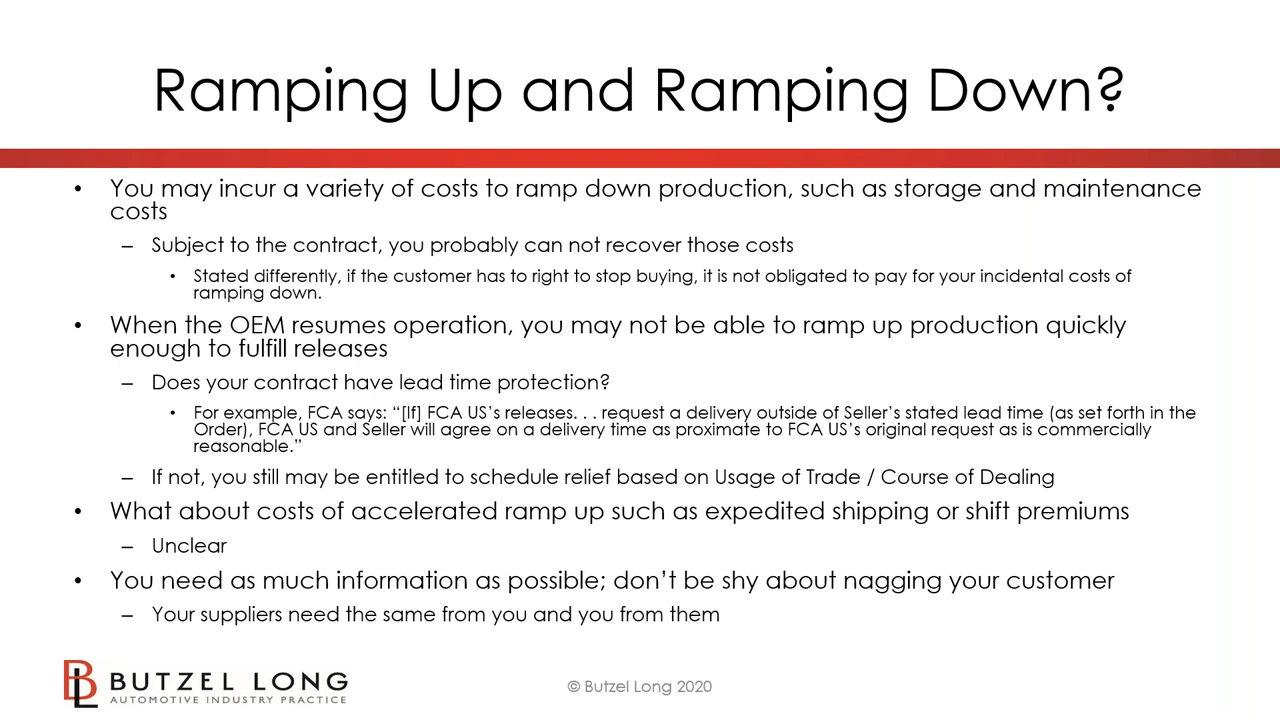 Ramping Up and Ramping Down?
• You may incur a variety of costs to ramp down production, such as storage and maintenance
costs
– Subject to the contract, you probably can not recover those costs
• Stated differently, if the customer has to right to stop buying, it is not obligated to pay for your incidental costs of
ramping down.
• When the OEM resumes operation, you may not be able to ramp up production quickly
enough to fulfill releases
– Does your contract have lead time protection?
• For example, FCA says: “[If] FCA US’s releases. . . request a delivery outside of Seller’s stated lead time (as set forth in the
Order), FCA US and Seller will agree on a delivery time as proximate to FCA US’s original request as is commercially
reasonable.”
– If not, you still may be entitled to schedule relief based on Usage of Trade / Course of Dealing
• What about costs of accelerated ramp up such as expedited shipping or shift premiums
– Unclear
• You need as much information as possible; don’t be shy about nagging your customer
– Your suppliers need the same from you and you from them
BL BUTZEL LONG
AUTOMOTIVE INDUSTRY PRACTICE
© Butzel Long 2020